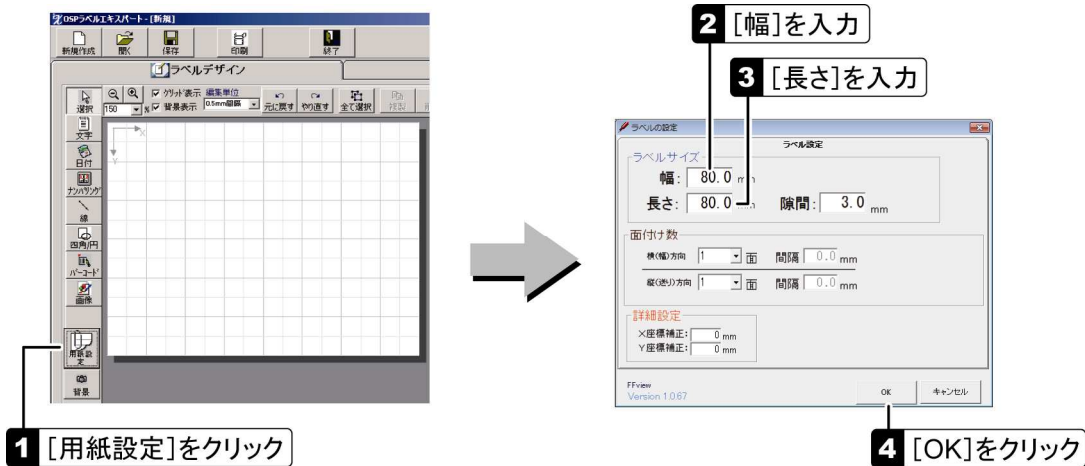 OSPラベルエキスパート - [新規]
新規作成 開く 保存 印刷 終了
ラベルデザイン
選択 150 % グリッド表示 背景表示 編集単位 0.5mm間隔 元に戻す やり直す 全て選択 複製
文字
日付
ナンバリング
線
四角/円
バーコード
画像
用紙設定
背景
X
Y
1 [用紙設定]をクリック
2 [幅]を入力
3 [長さ]を入力
ラベルの設定
ラベル設定
ラベルサイズ
幅: 80.0 mm
長さ: 80.0 隙間: 3.0 mm
面付け数
横(幅)方向 1 面 間隔 0.0 mm
縦(送り)方向 1 面 間隔 0.0 mm
詳細設定
X座標補正: 0 mm
Y座標補正: 0 mm
FFview
Version 1.0.67
OK キャンセル
4 [OK]をクリック